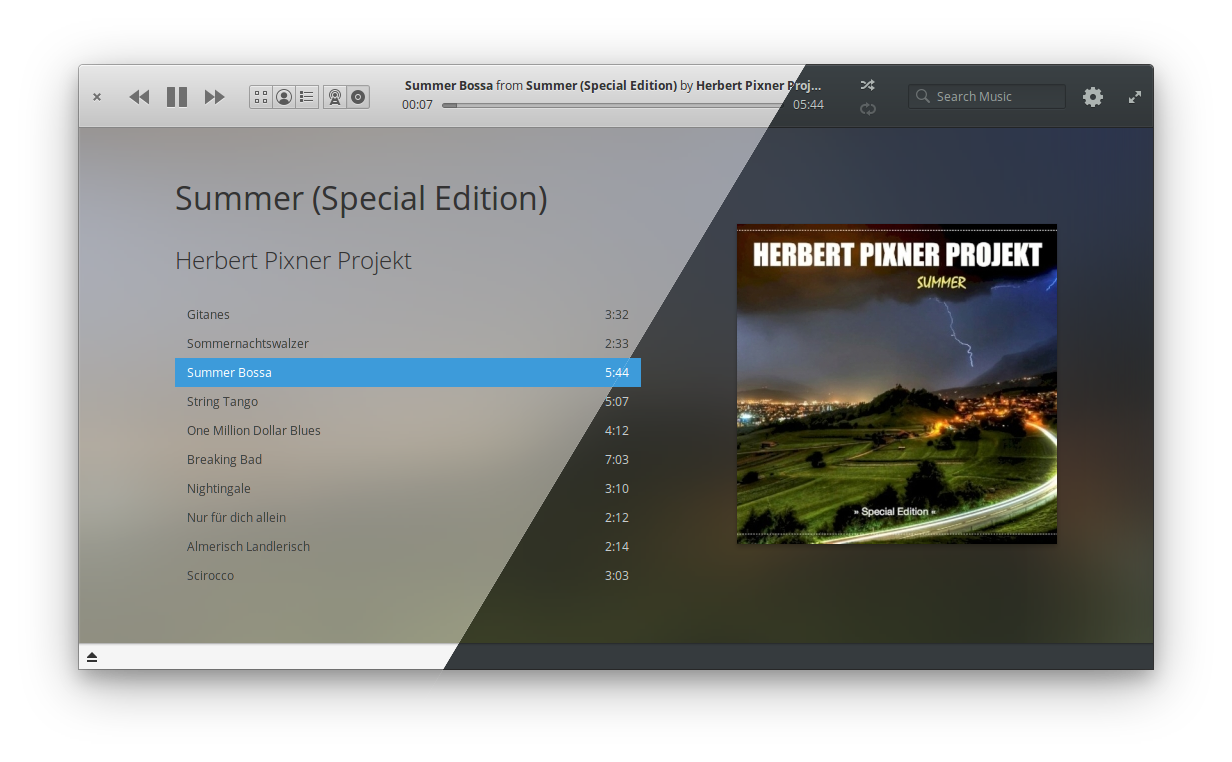 Summer Bossa from Summer (Special Edition) by Herbert Pixner Proj...
00:07 05:44
Search Music
Summer (Special Edition)
Herbert Pixner Projekt
Gitanes 3:32
Sommernachtswalzer 2:33
Summer Bossa 5:44
String Tango 5:07
One Million Dollar Blues 4:12
Breaking Bad 7:03
Nightingale 3:10
Nur für dich allein 2:12
Almerisch Landlerisch 2:14
Scirocco 3:03
HERBERT PIXNER PROJEKT
SUMMER
» Special Edition «